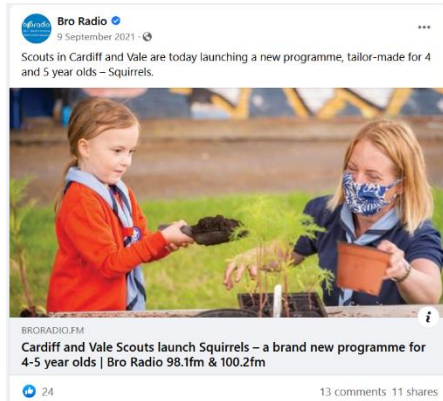 Bro Radio
9 September 2021 ·
Scouts in Cardiff and Vale are today launching a new programme, tailor-made for 4
and 5 year olds – Squirrels.
BRORADIO.FM
Cardiff and Vale Scouts launch Squirrels – a brand new programme for
4-5 year olds | Bro Radio 98.1fm & 100.2fm
24
13 comments 11 shares